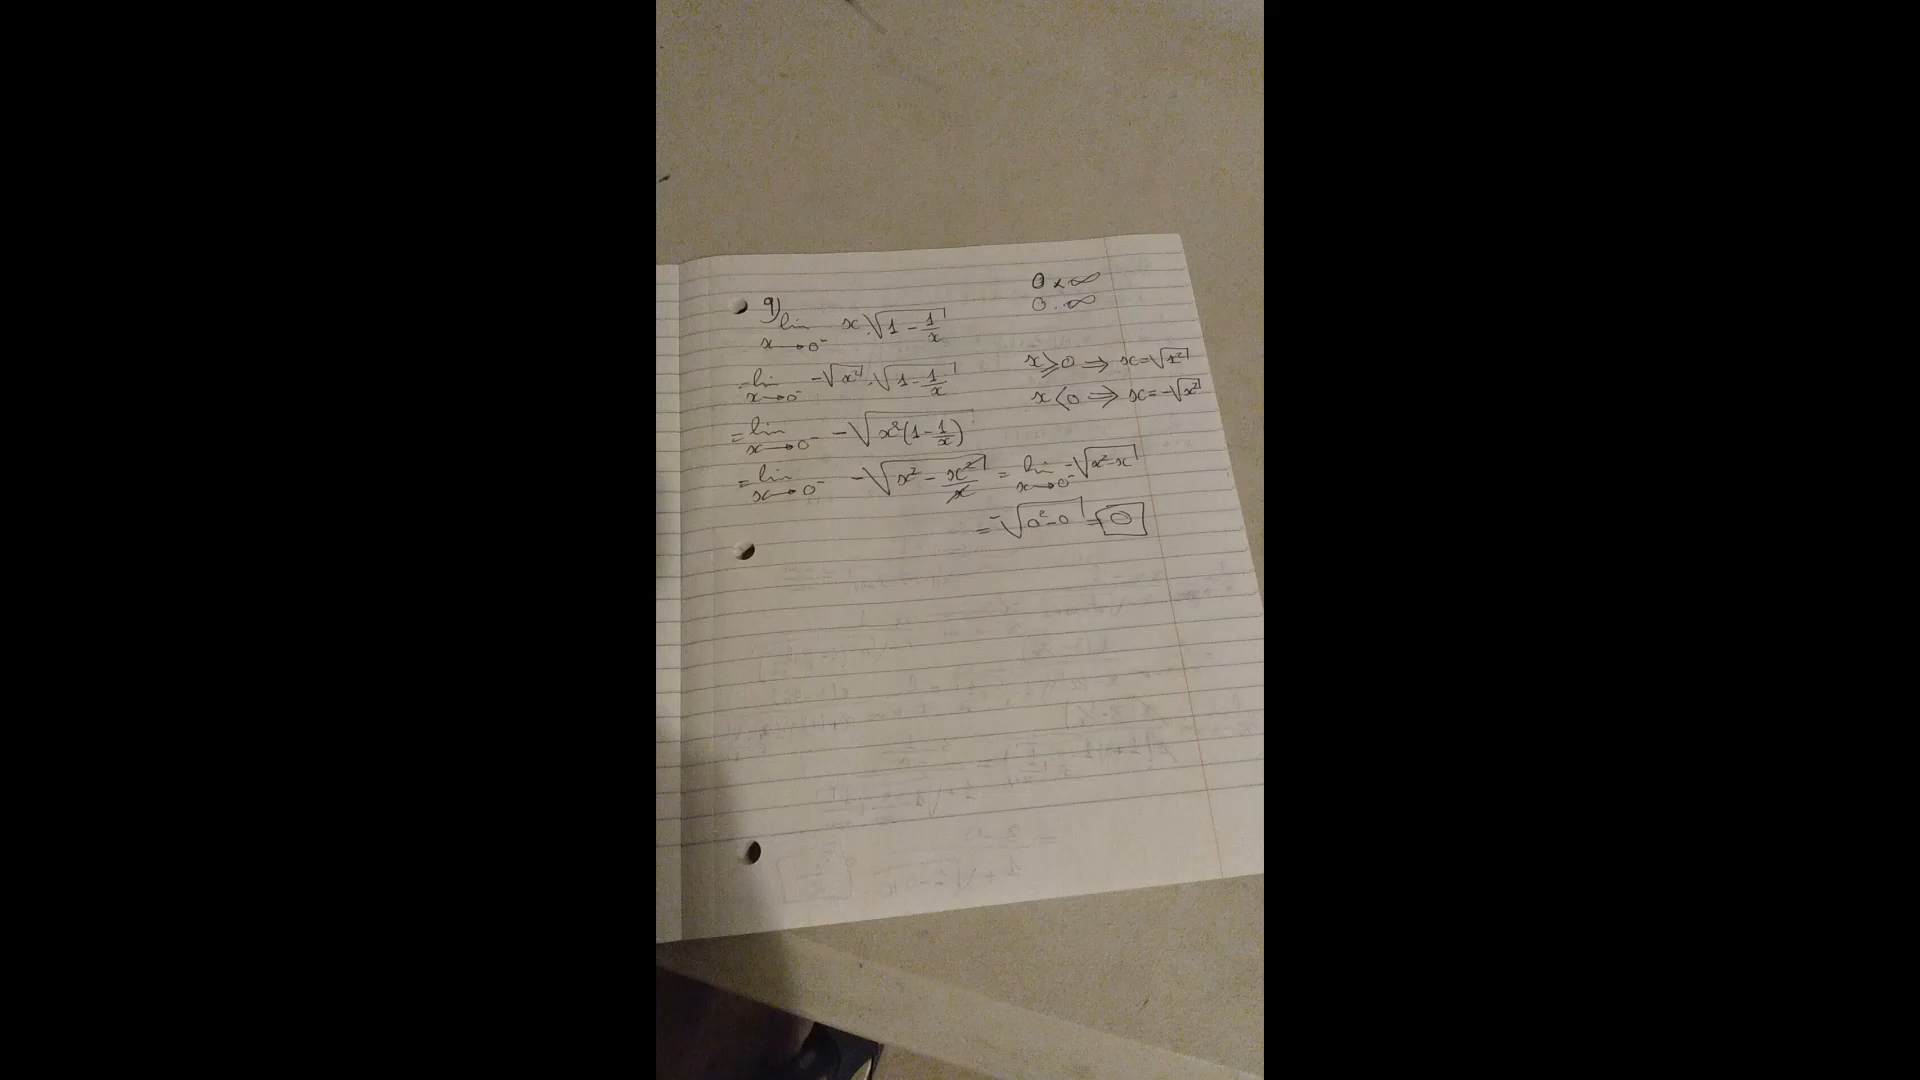 0 × ∞
0 . ∞
9)
lim x→0⁻ x.√(1 - 1/x)
x ≥ 0 ⇒ x = √x²
= lim x→0⁻ -√x² . √(1 - 1/x)
x < 0 ⇒ x = -√x²
= lim x→0⁻ -√(x²(1 - 1/x))
= lim x→0⁻ -√(x² - x²/x) = lim x→0⁻ -√(x² - x)
= -√(0² - 0) = 0